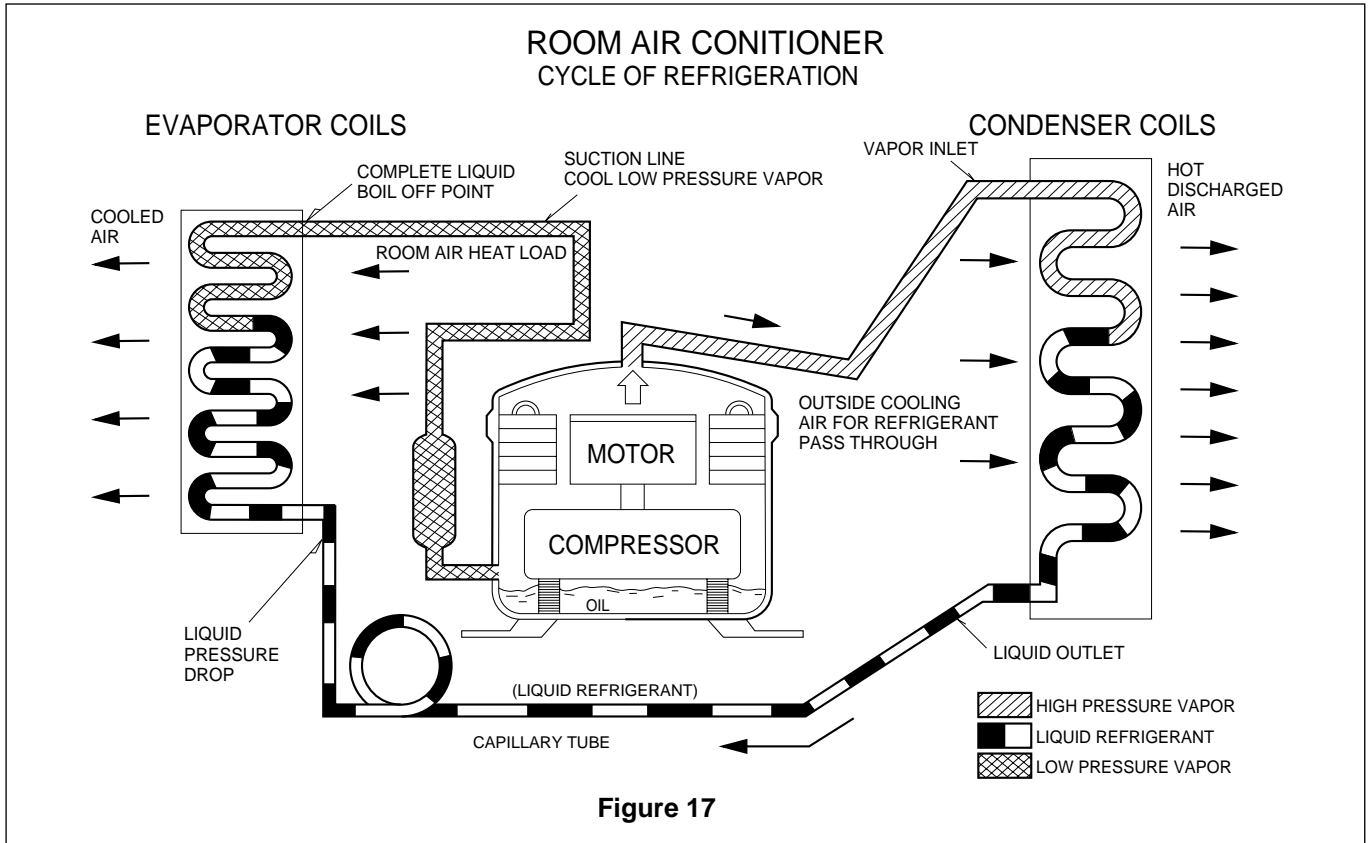 ROOM AIR CONITIONER
CYCLE OF REFRIGERATION
EVAPORATOR COILS
CONDENSER COILS
COMPLETE LIQUID
BOIL OFF POINT
SUCTION LINE
COOL LOW PRESSURE VAPOR
VAPOR INLET
HOT
DISCHARGED
AIR
COOLED
AIR
ROOM AIR HEAT LOAD
OUTSIDE COOLING
AIR FOR REFRIGERANT
PASS THROUGH
MOTOR
COMPRESSOR
OIL
LIQUID
PRESSURE
DROP
LIQUID OUTLET
(LIQUID REFRIGERANT)
CAPILLARY TUBE
HIGH PRESSURE VAPOR
LIQUID REFRIGERANT
LOW PRESSURE VAPOR
Figure 17